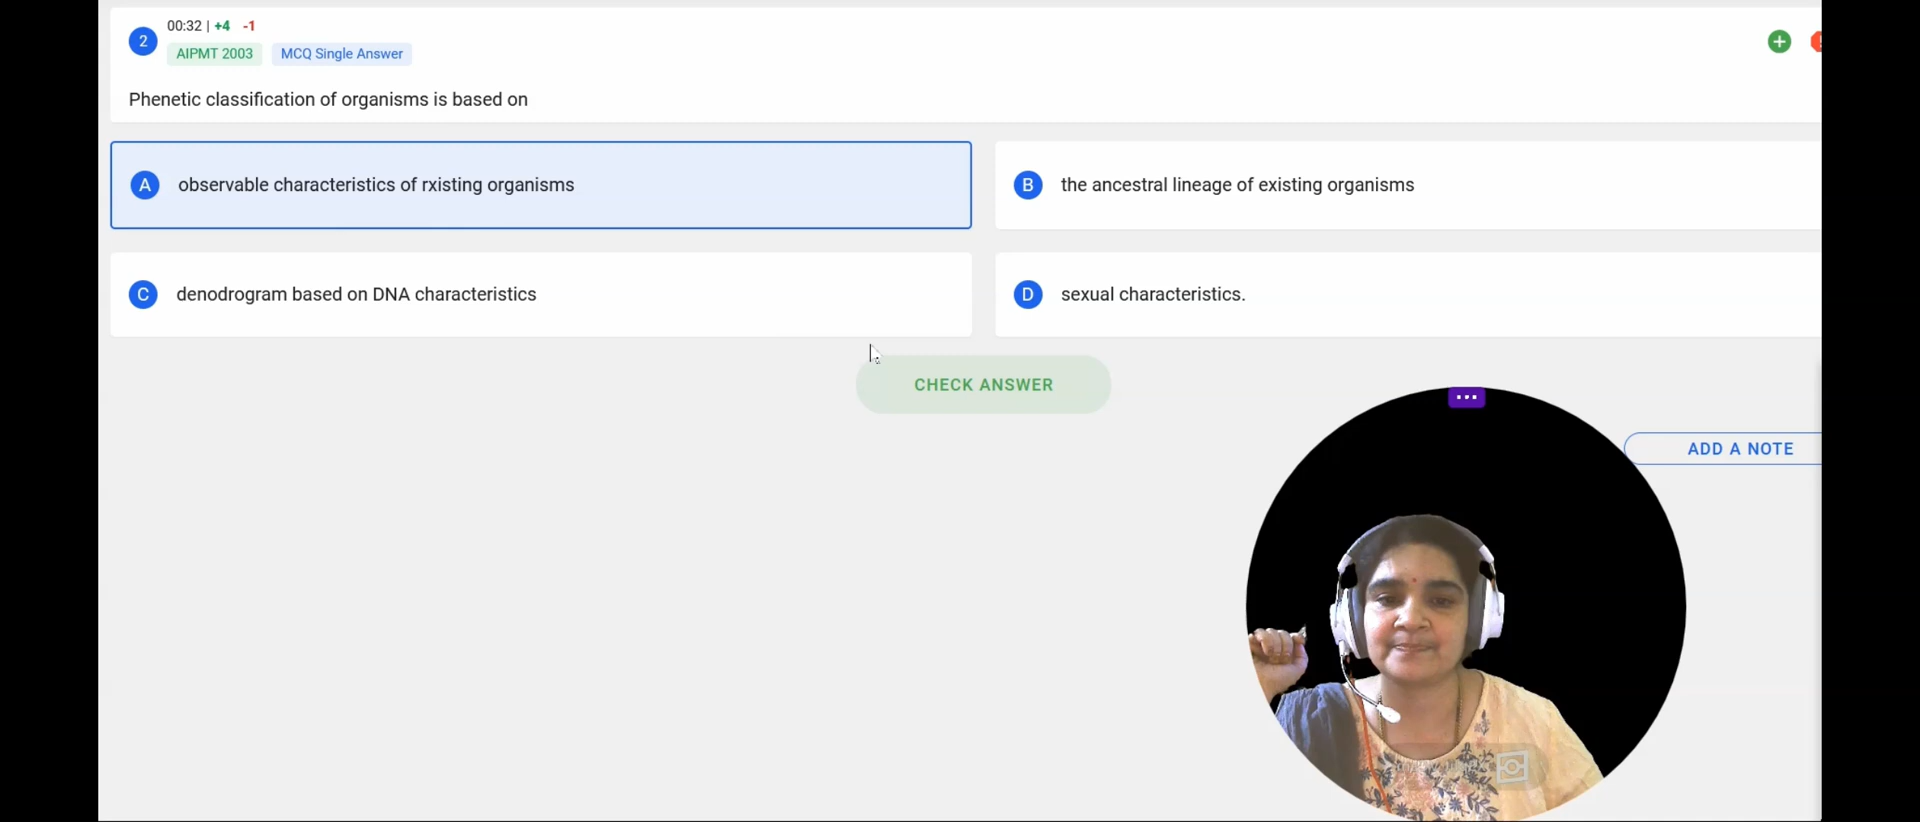 2
00:32 | +4 -1
AIPMT 2003 MCQ Single Answer
Phenetic classification of organisms is based on
A observable characteristics of rxisting organisms
B the ancestral lineage of existing organisms
C denodrogram based on DNA characteristics
D sexual characteristics.
CHECK ANSWER
ADD A NOTE